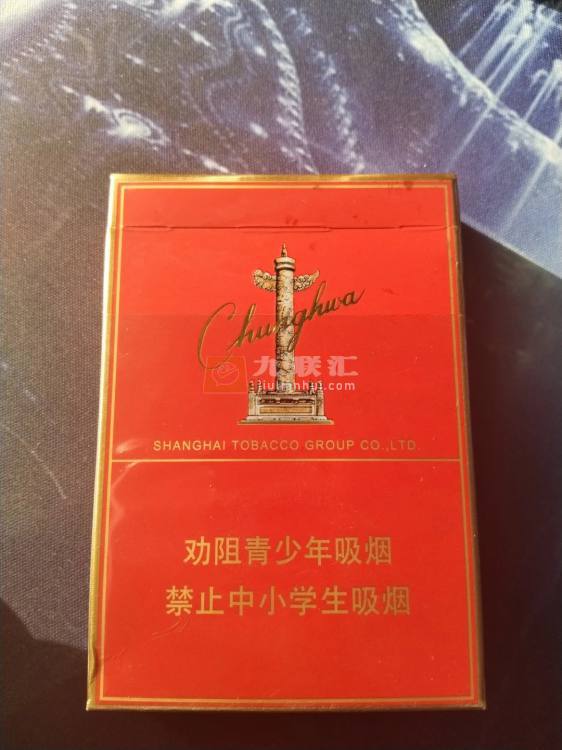 Chunghwa
九联汇
jiulianhui.com
SHANGHAI TOBACCO GROUP CO.,LTD.
劝阻青少年吸烟
禁止中小学生吸烟